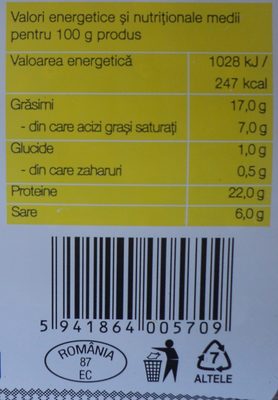 Valori energetice și nutriționale medii
pentru 100 g produs
Valoarea energetică 1028 kJ /
247 kcal
Grăsimi 17,0 g
- din care acizi grași saturați 7,0 g
Glucide 1,0 g
- din care zaharuri 0,5 g
Proteine 22,0 g
Sare 6,0 g
5 941864 005709
ROMÂNIA
87
EC
7
ALTELE